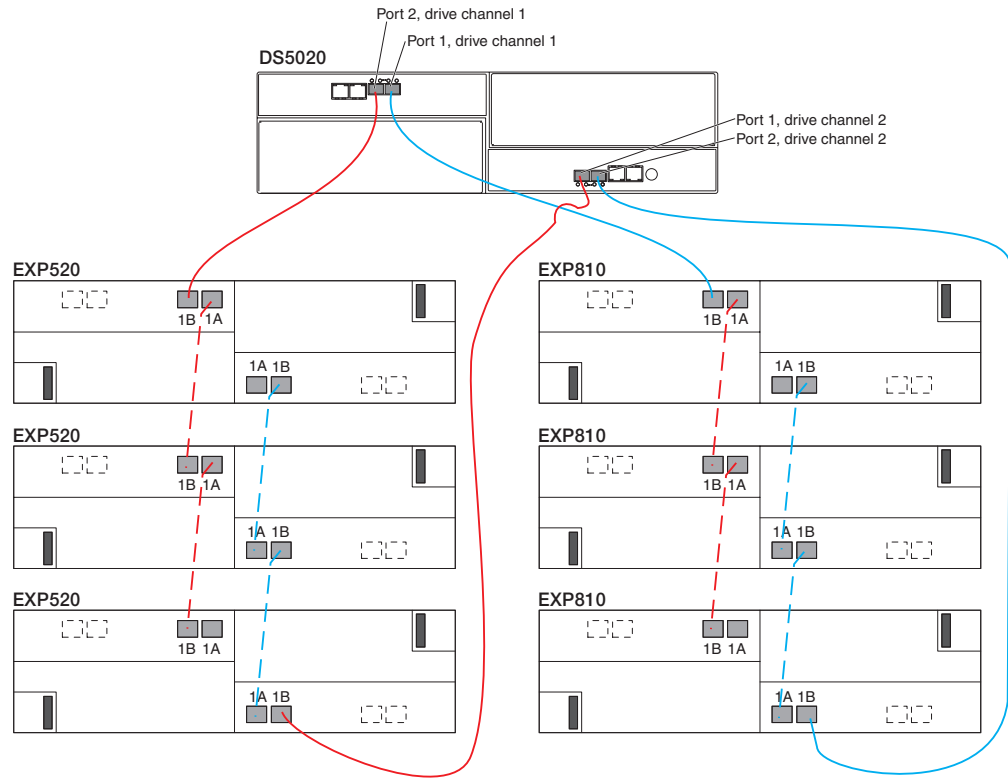 Port 2, drive channel 1
Port 1, drive channel 1
DS5020
Port 1, drive channel 2
Port 2, drive channel 2
EXP520
EXP810
1B 1A
1B 1A
1A 1B
1A 1B
EXP520
EXP810
1B 1A
1B 1A
1A 1B
1A 1B
EXP520
EXP810
1B 1A
1B 1A
1A 1B
1A 1B